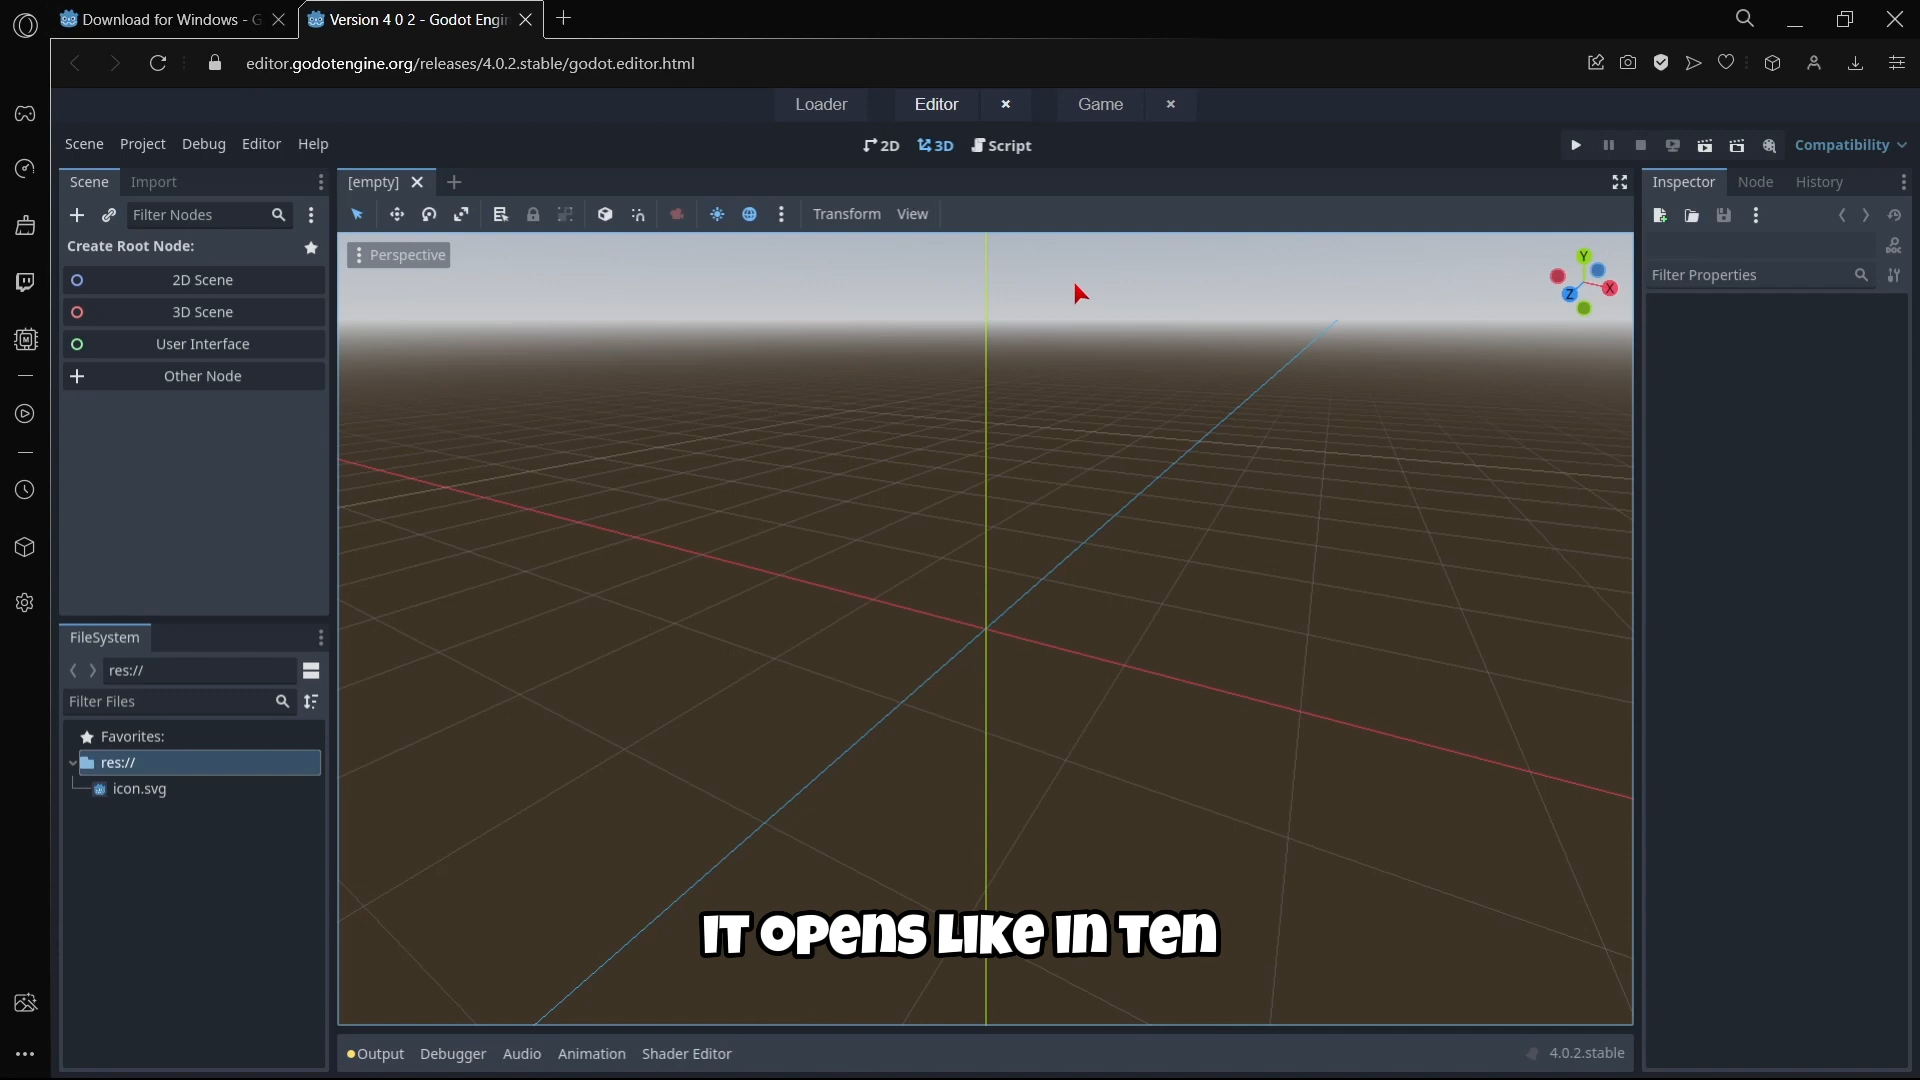 Download for Windows - G
Version 4 0 2 - Godot Engin
editor.godotengine.org/releases/4.0.2.stable/godot.editor.html
Loader
Editor
Game
Scene Project Debug Editor Help
2D 3D Script
Compatibility
Scene Import
[empty]
Inspector Node History
Filter Nodes
Transform View
Create Root Node:
Perspective
Y
X
Z
Filter Properties
2D Scene
3D Scene
User Interface
Other Node
FileSystem
res://
Filter Files
Favorites:
res://
icon.svg
IT OPENS LIKE IN TEN
Output Debugger Audio Animation Shader Editor
4.0.2.stable